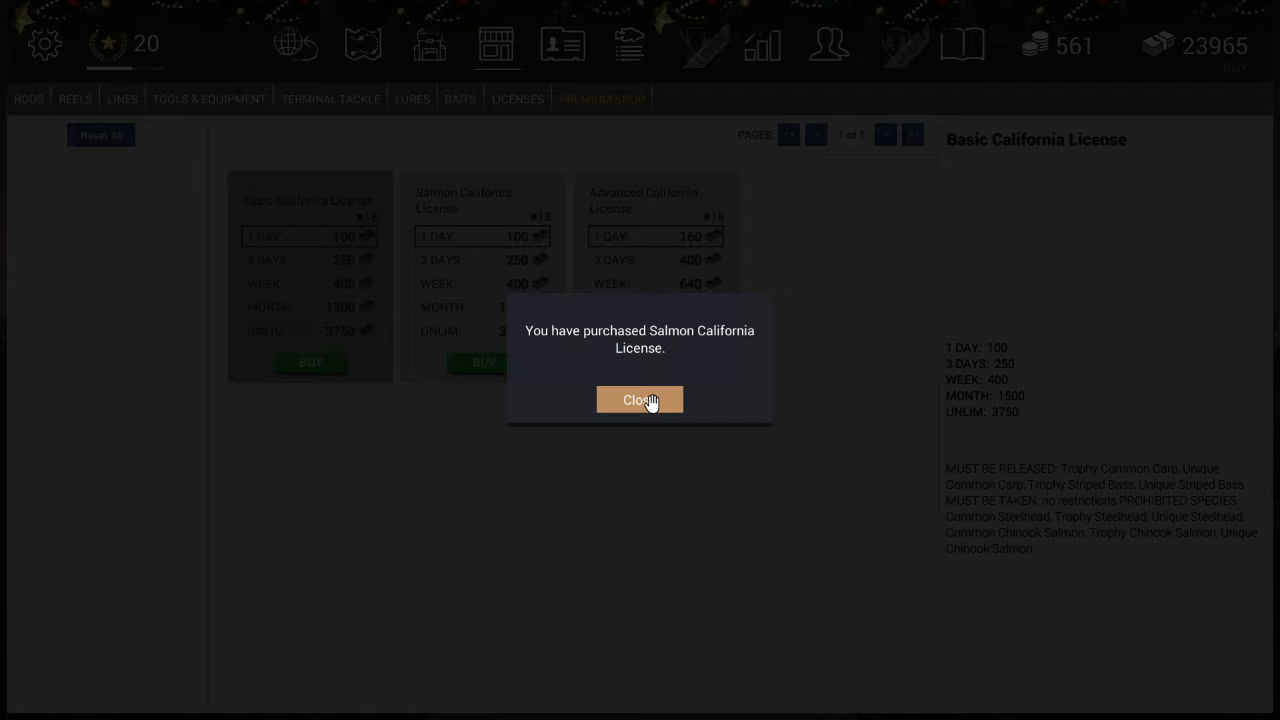 20
561
23965
BUY
RODS REELS LINES TOOLS & EQUIPMENT TERMINAL TACKLE LURES BAITS LICENSES PREMIUM SHOP
Reset All
PAGES: << < 1 of 1 > >>
Basic California License
18
1 DAY: 100
DAYS: 250
WEEK: 400
MONTH: 1500
UNLIM: 3750
BUY
Salmon California
License
18
1 DAY: 100
3 DAYS: 250
WEEK: 400
MONTH
UNLIM:
BUY
Advanced California
License
18
1 DAY: 160
3 DAYS: 400
WEEK: 640
You have purchased Salmon California
License.
Basic California License
1 DAY: 100
3 DAYS: 250
WEEK: 400
MONTH: 1500
UNLIM: 3750
MUST BE RELEASED: Trophy Common Carp, Unique
Common Carp, Trophy Striped Bass, Unique Striped Bass.
MUST BE TAKEN: no restrictions PROHIBITED SPECIES:
Common Steelhead, Trophy Steelhead, Unique Steelhead,
Common Chinook Salmon, Trophy Chinook Salmon, Unique
Chinook Salmon